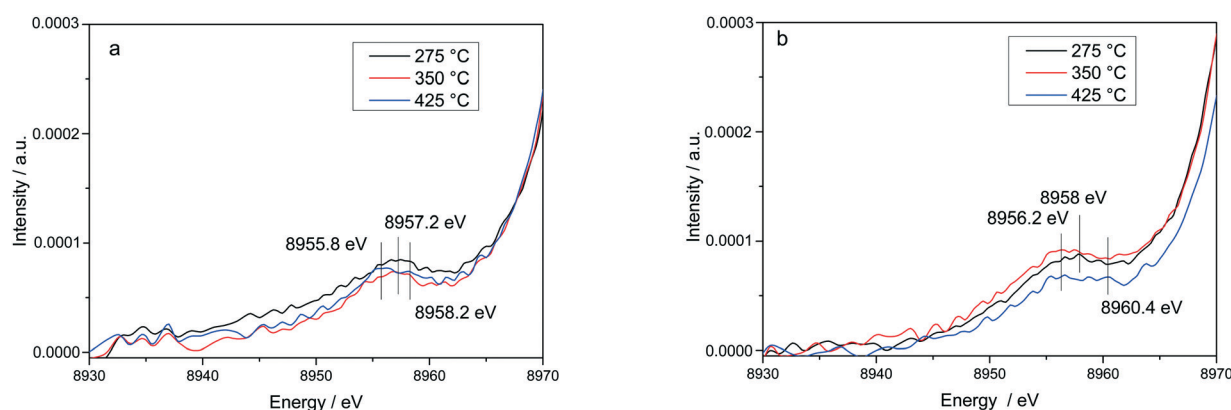 a
275 °C
350 °C
425 °C
0.0003
0.0002
0.0001
0.0000
Intensity / a.u.
8957.2 eV
8955.8 eV
8958.2 eV
8930
8940
8950
8960
8970
Energy / eV
b
275 °C
350 °C
425 °C
0.0003
0.0002
0.0001
0.0000
Intensity / a.u.
8958 eV
8956.2 eV
8960.4 eV
8930
8940
8950
8960
8970
Energy / eV